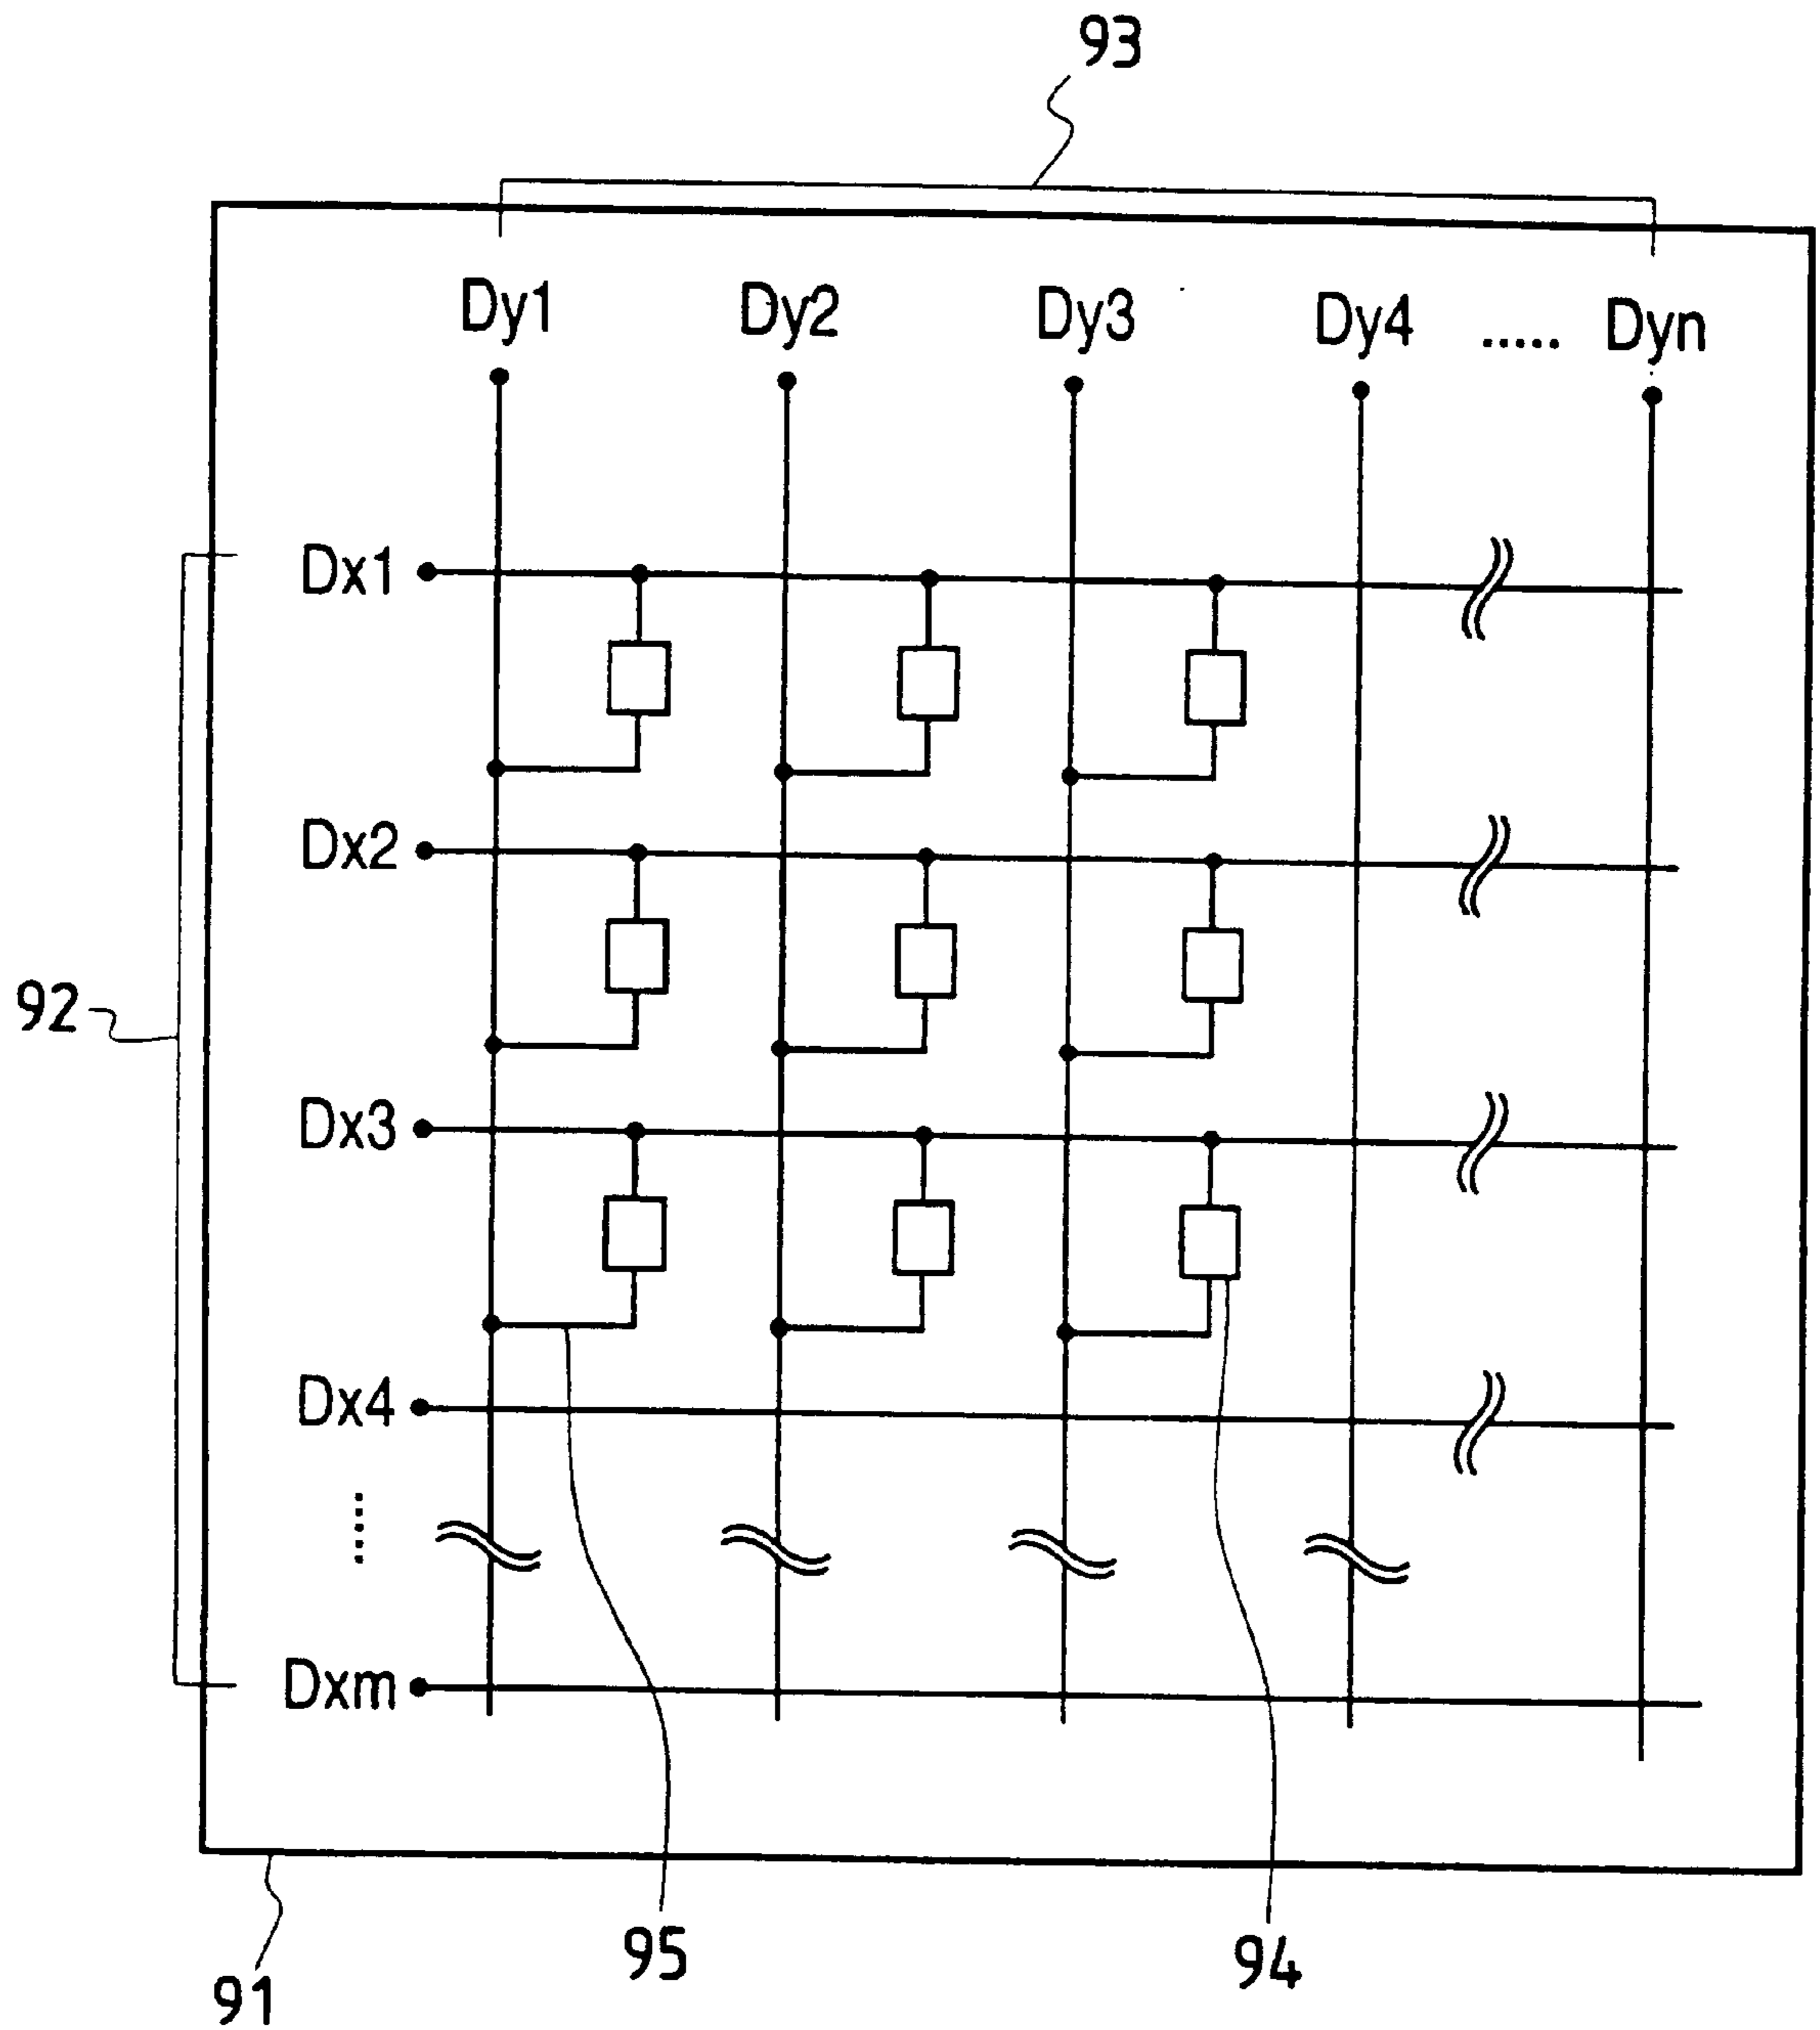 93
Dy1 Dy2 Dy3 Dy4 ..... Dyn
Dx1
Dx2
92
Dx3
Dx4
.....
Dxm
95
94
91